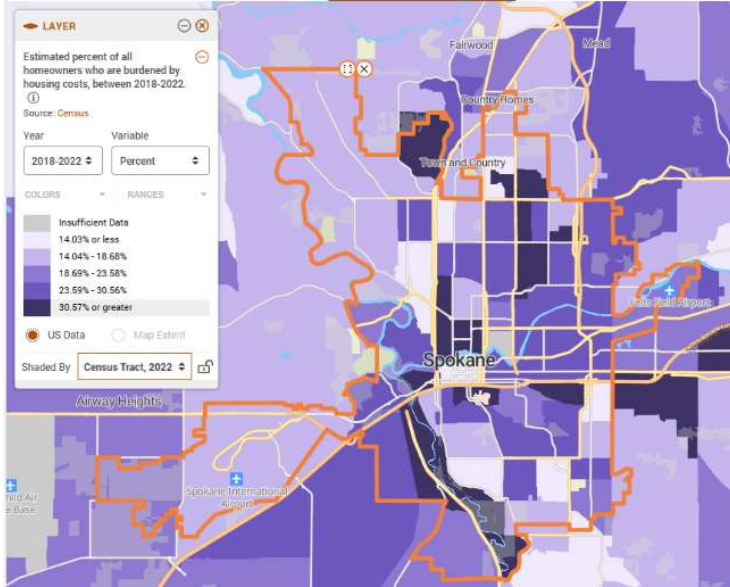 LAYER
Estimated percent of all
homeowners who are burdened by
housing costs, between 2018-2022.
Source: Census
Year Variable
2018-2022 Percent
COLORS RANGES
Insufficient Data
14.03% or less
14.04% - 18.68%
18.69% - 23.58%
23.59% - 30.56%
30.57% or greater
US Data Map Extent
Shaded By Census Tract, 2022
Fairwood
Mead
Country Homes
Town and Country
Felts Field Airport
Spokane
Airway Heights
Spokane International
Airport
hild Air
e Base